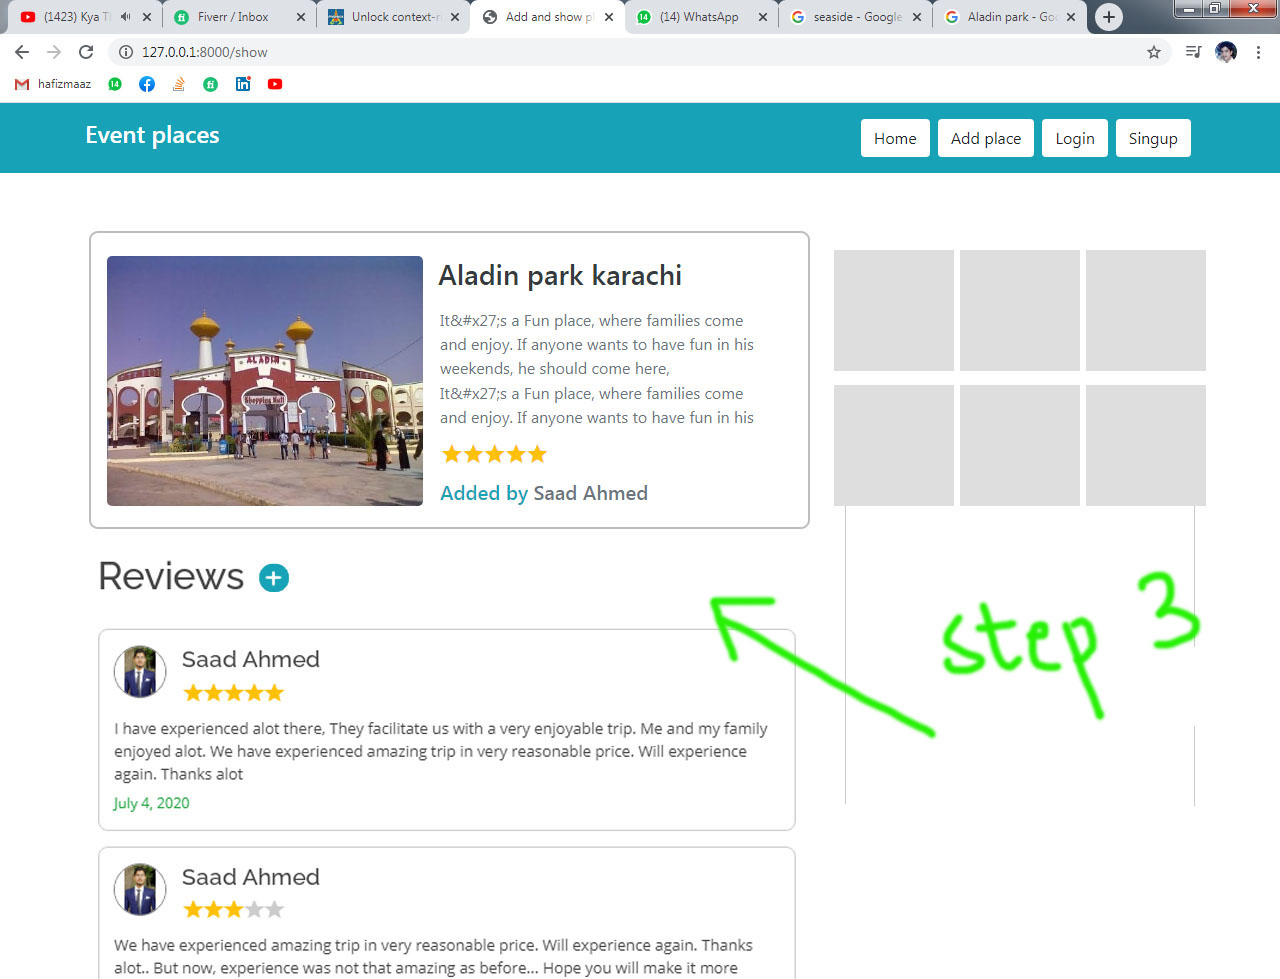 (1423) Kya T
Fiverr / Inbox
Unlock context-r
Add and show pl
(14) WhatsApp
seaside - Google
Aladin park - Goo
127.0.0.1:8000/show
hafizmaaz
14
fi
in
Event places
Home
Add place
Login
Singup
ALADIN
Shopping Mall
Aladin park karachi
It&#x27;s a Fun place, where families come
and enjoy. If anyone wants to have fun in his
weekends, he should come here,
It&#x27;s a Fun place, where families come
and enjoy. If anyone wants to have fun in his
Added by Saad Ahmed
Reviews
step 3
Saad Ahmed
I have experienced alot there, They facilitate us with a very enjoyable trip. Me and my family
enjoyed alot. We have experienced amazing trip in very reasonable price. Will experience
again. Thanks alot
July 4, 2020
Saad Ahmed
We have experienced amazing trip in very reasonable price. Will experience again. Thanks
alot.. But now, experience was not that amazing as before... Hope you will make it more